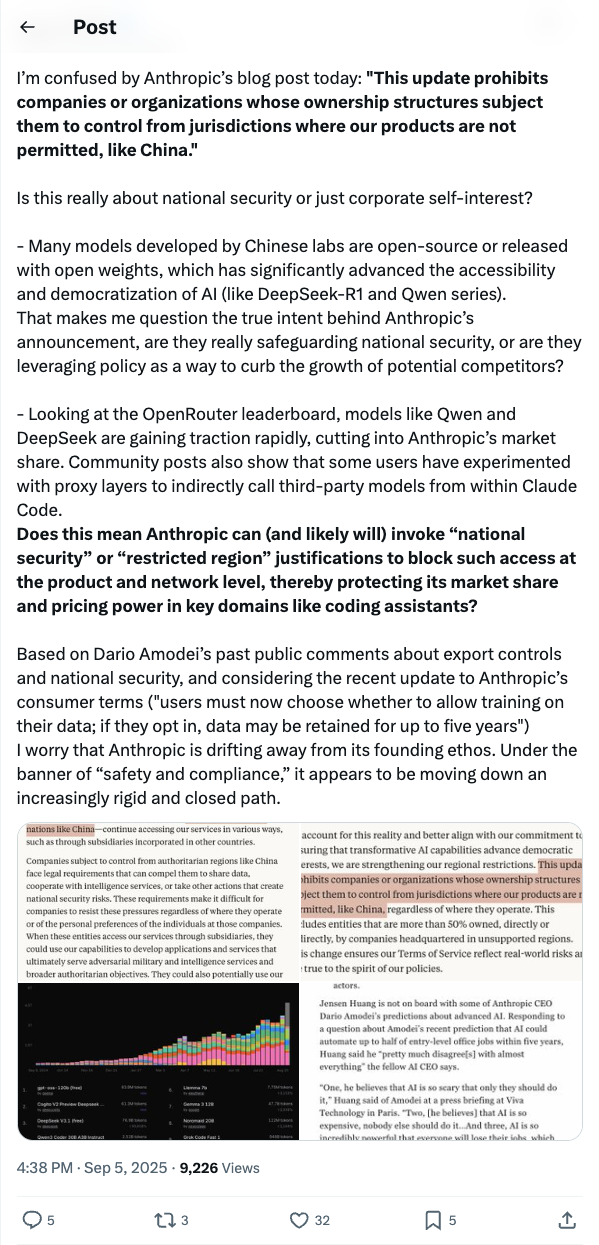 Post
I’m confused by Anthropic’s blog post today: "This update prohibits
companies or organizations whose ownership structures subject
them to control from jurisdictions where our products are not
permitted, like China."
Is this really about national security or just corporate self-interest?
- Many models developed by Chinese labs are open-source or released
with open weights, which has significantly advanced the accessibility
and democratization of AI (like DeepSeek-R1 and Qwen series).
That makes me question the true intent behind Anthropic’s
announcement, are they really safeguarding national security, or are they
leveraging policy as a way to curb the growth of potential competitors?
- Looking at the OpenRouter leaderboard, models like Qwen and
DeepSeek are gaining traction rapidly, cutting into Anthropic’s market
share. Community posts also show that some users have experimented
with proxy layers to indirectly call third-party models from within Claude
Code.
Does this mean Anthropic can (and likely will) invoke “national
security” or “restricted region” justifications to block such access at
the product and network level, thereby protecting its market share
and pricing power in key domains like coding assistants?
Based on Dario Amodei’s past public comments about export controls
and national security, and considering the recent update to Anthropic’s
consumer terms ("users must now choose whether to allow training on
their data; if they opt in, data may be retained for up to five years")
I worry that Anthropic is drifting away from its founding ethos. Under the
banner of “safety and compliance,” it appears to be moving down an
increasingly rigid and closed path.
nations like China—continue accessing our services in various ways,
such as through subsidiaries incorporated in other countries.
Companies subject to control from authoritarian regions like China
face legal requirements that can compel them to share data,
cooperate with intelligence services, or take other actions that create
national security risks. These requirements make it difficult for
companies to resist these pressures regardless of where they operate
or of the personal preferences of the individuals at those companies.
When these entities access our services through subsidiaries, they
could use our capabilities to develop applications and services that
ultimately serve adversarial military and intelligence services and
broader authoritarian objectives. They could also potentially use our
account for this reality and better align with our commitment to
suring that transformative AI capabilities advance democratic
erests, we are strengthening our regional restrictions. This upda
hibits companies or organizations whose ownership structures
ject them to control from jurisdictions where our products are n
rmitted, like China, regardless of where they operate. This
cludes entities that are more than 50% owned, directly or
directly, by companies headquartered in unsupported regions.
is change ensures our Terms of Service reflect real-world risks ar
true to the spirit of our policies.
gpt-oss-120b (free)
Cogito V2 Preview Deepseek ...
DeepSeek V3.1 (free)
Qwen3 Coder 30B A3B Instruct
Llemma 7b
Gemma 3 12B
Noromaid 20B
Grok Code Fast 1
actors.
Jensen Huang is not on board with some of Anthropic CEO
Dario Amodei’s predictions about advanced AI. Responding to
a question about Amodei’s recent prediction that AI could
automate up to half of entry-level office jobs within five years,
Huang said he “pretty much disagree[s] with almost
everything” the fellow AI CEO says.
“One, he believes that AI is so scary that only they should do
it,” Huang said of Amodei at a press briefing at Viva
Technology in Paris. “Two, [he believes] that AI is so
expensive, nobody else should do it...And three, AI is so
incredibly powerful that everyone will lose their jobs, which
4:38 PM · Sep 5, 2025 · 9,226 Views
5
3
32
5